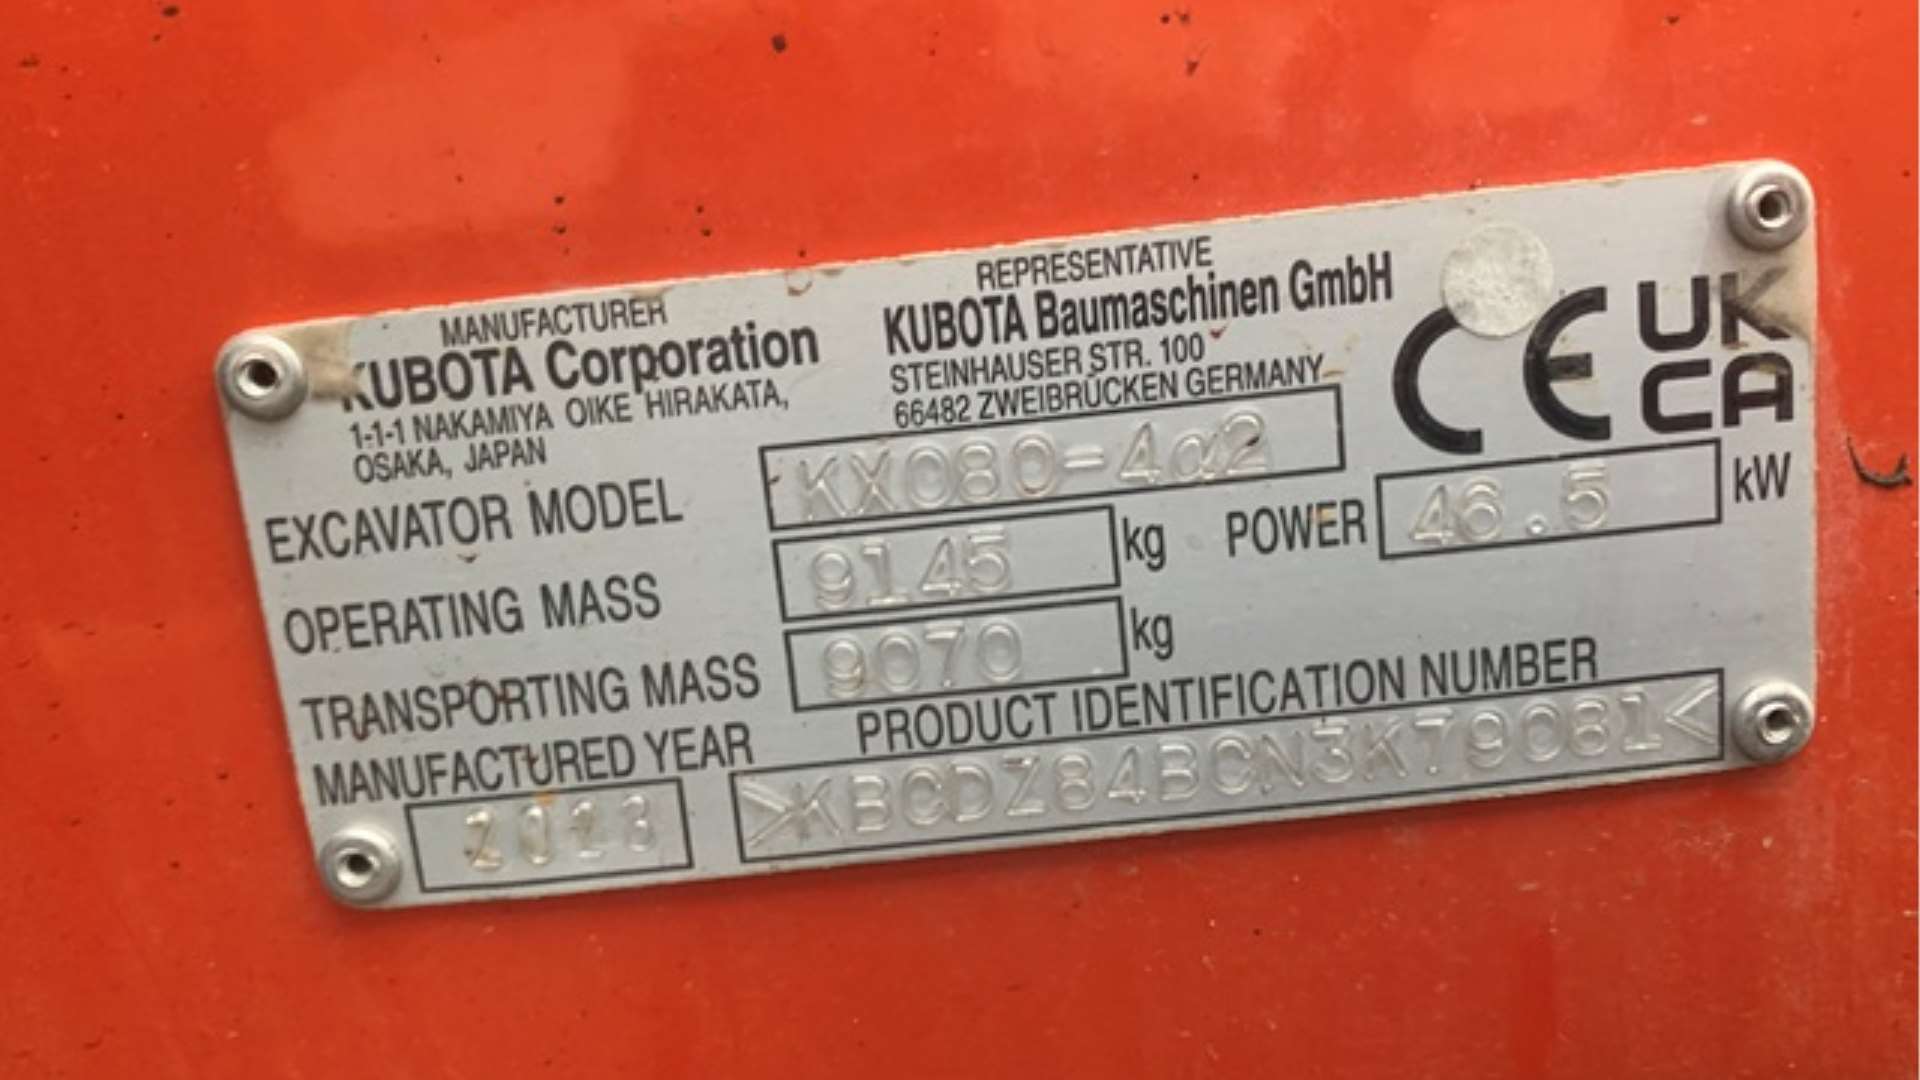 MANUFACTURER
KUBOTA Corporation
1-1-1 NAKAMIYA OIKE HIRAKATA,
OSAKA, JAPAN
REPRESENTATIVE
KUBOTA Baumaschinen GmbH
STEINHAUSER STR. 100
66482 ZWEIBRÜCKEN GERMANY
CE
UK
CA
EXCAVATOR MODEL KX080-4α2
OPERATING MASS 9145 kg POWER 46.5 kW
TRANSPORTING MASS 9070 kg
MANUFACTURED YEAR
2023
PRODUCT IDENTIFICATION NUMBER
>KBCDZ84BCN3K79081<